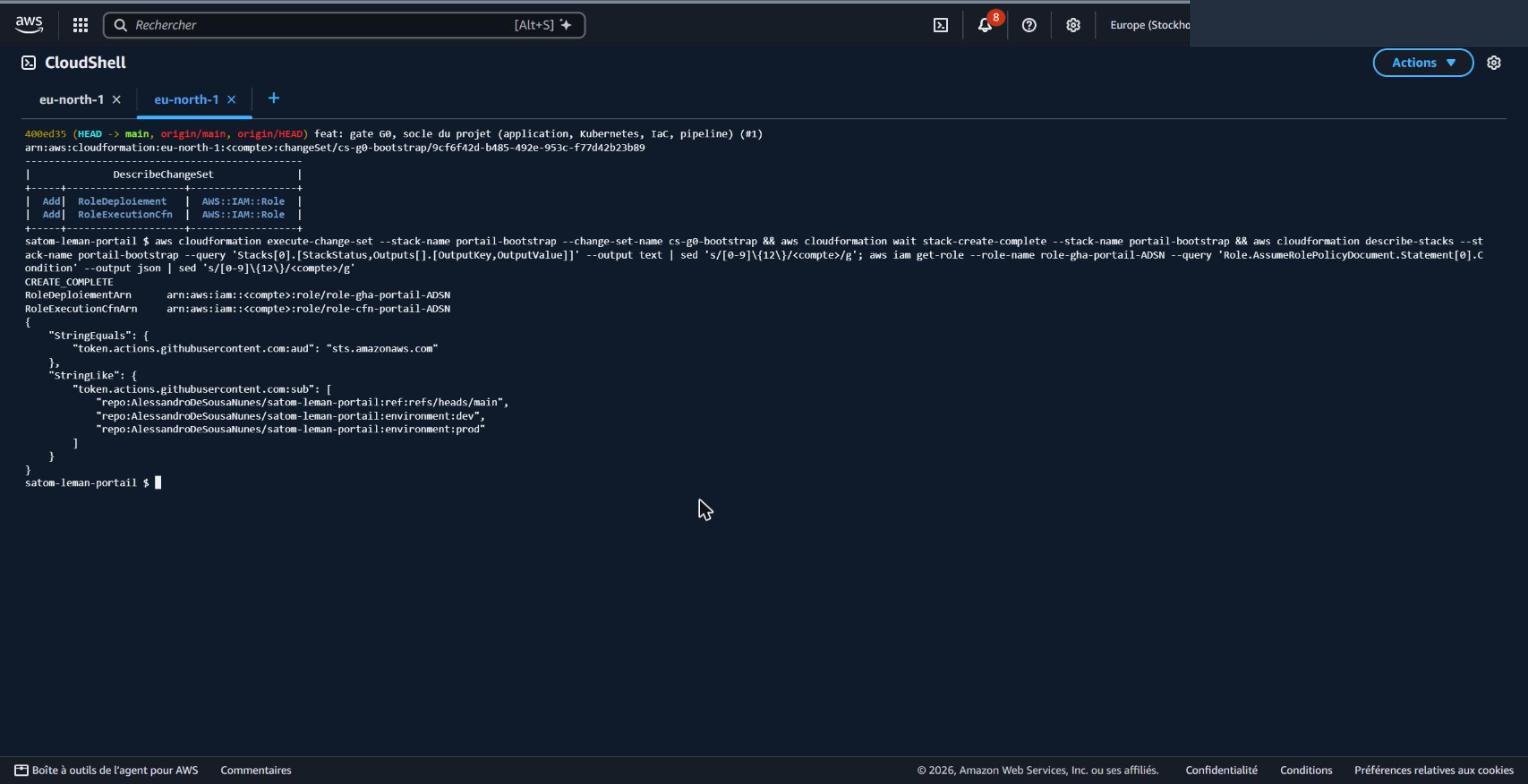 aws
Rechercher
[Alt+S]
8
Europe (Stockho
CloudShell
Actions
eu-north-1
eu-north-1
400ed35 (HEAD -> main, origin/main, origin/HEAD) feat: gate G0, socle du projet (application, Kubernetes, IaC, pipeline) (#1)
arn:aws:cloudformation:eu-north-1:<compte>:changeSet/cs-g0-bootstrap/9cf6f42d-b485-492e-953c-f77d42b23b89
----------------------------------------------
|             DescribeChangeSet              |
+-----+--------------------+-----------------+
|  Add|  RoleDeploiement   |  AWS::IAM::Role  |
|  Add|  RoleExecutionCfn  |  AWS::IAM::Role  |
+-----+--------------------+-----------------+
satom-leman-portail $ aws cloudformation execute-change-set --stack-name portail-bootstrap --change-set-name cs-g0-bootstrap && aws cloudformation wait stack-create-complete --stack-name portail-bootstrap && aws cloudformation describe-stacks --st
ack-name portail-bootstrap --query 'Stacks[0].[StackStatus,Outputs[].[OutputKey,OutputValue]]' --output text | sed 's/[0-9]\{12\}/<compte>/g'; aws iam get-role --role-name role-gha-portail-ADSN --query 'Role.AssumeRolePolicyDocument.Statement[0].C
ondition' --output json | sed 's/[0-9]\{12\}/<compte>/g'
CREATE_COMPLETE
RoleDeploiementArn      arn:aws:iam::<compte>:role/role-gha-portail-ADSN
RoleExecutionCfnArn     arn:aws:iam::<compte>:role/role-cfn-portail-ADSN
{
    "StringEquals": {
        "token.actions.githubusercontent.com:aud": "sts.amazonaws.com"
    },
    "StringLike": {
        "token.actions.githubusercontent.com:sub": [
            "repo:AlessandroDeSousaNunes/satom-leman-portail:ref:refs/heads/main",
            "repo:AlessandroDeSousaNunes/satom-leman-portail:environment:dev",
            "repo:AlessandroDeSousaNunes/satom-leman-portail:environment:prod"
        ]
    }
}
satom-leman-portail $
Boîte à outils de l'agent pour AWS
Commentaires
© 2026, Amazon Web Services, Inc. ou ses affiliés.
Confidentialité
Conditions
Préférences relatives aux cookies